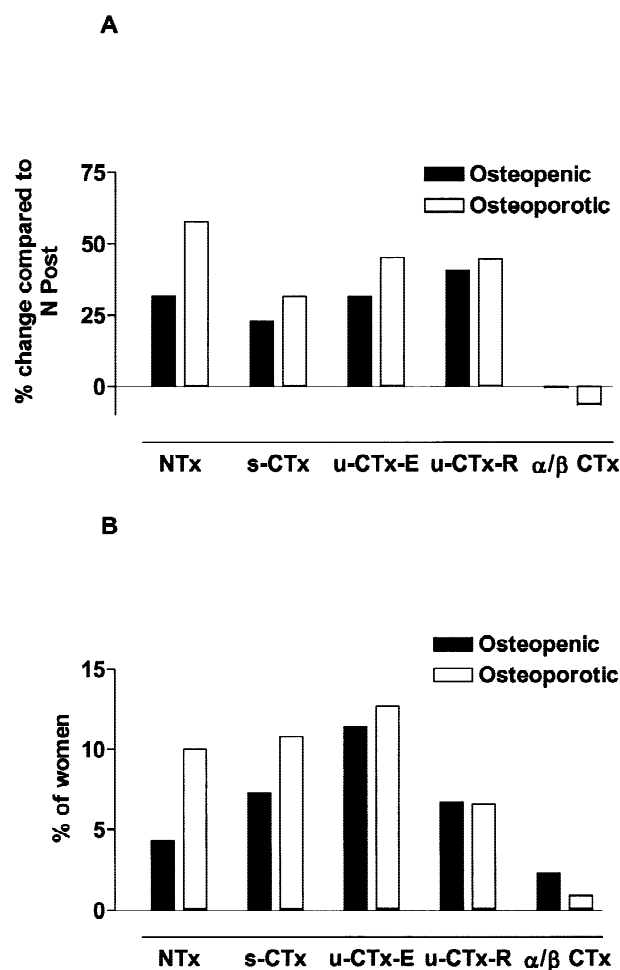 A
75
50
25
0
% change compared to
N Post
Osteopenic
Osteoporotic
NTx s-CTx u-CTx-E u-CTx-R α/β CTx
B
15
10
5
0
% of women
Osteopenic
Osteoporotic
NTx s-CTx u-CTx-E u-CTx-R α/β CTx